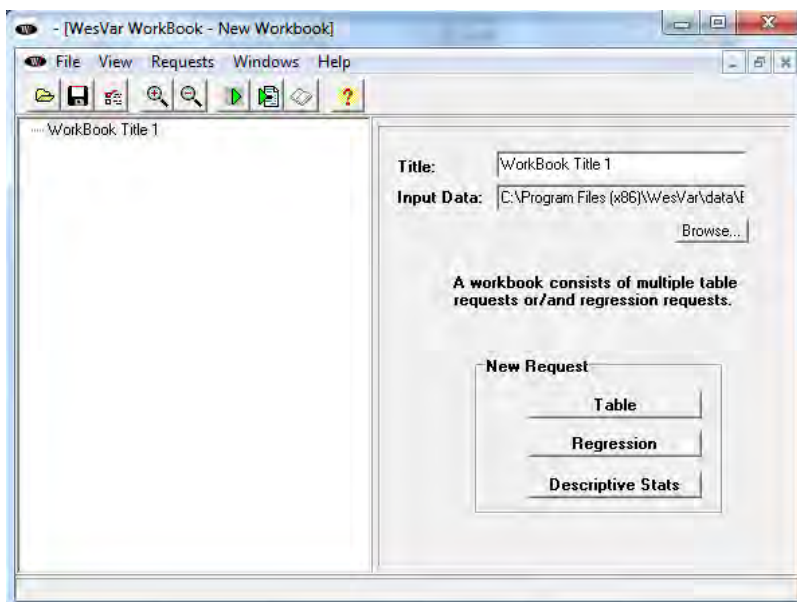 - [WesVar WorkBook - New Workbook]
File View Requests Windows Help
WorkBook Title 1
Title: WorkBook Title 1
Input Data: C:\Program Files (x86)\WesVar\data\E
Browse...
A workbook consists of multiple table
requests or/and regression requests.
New Request
Table
Regression
Descriptive Stats